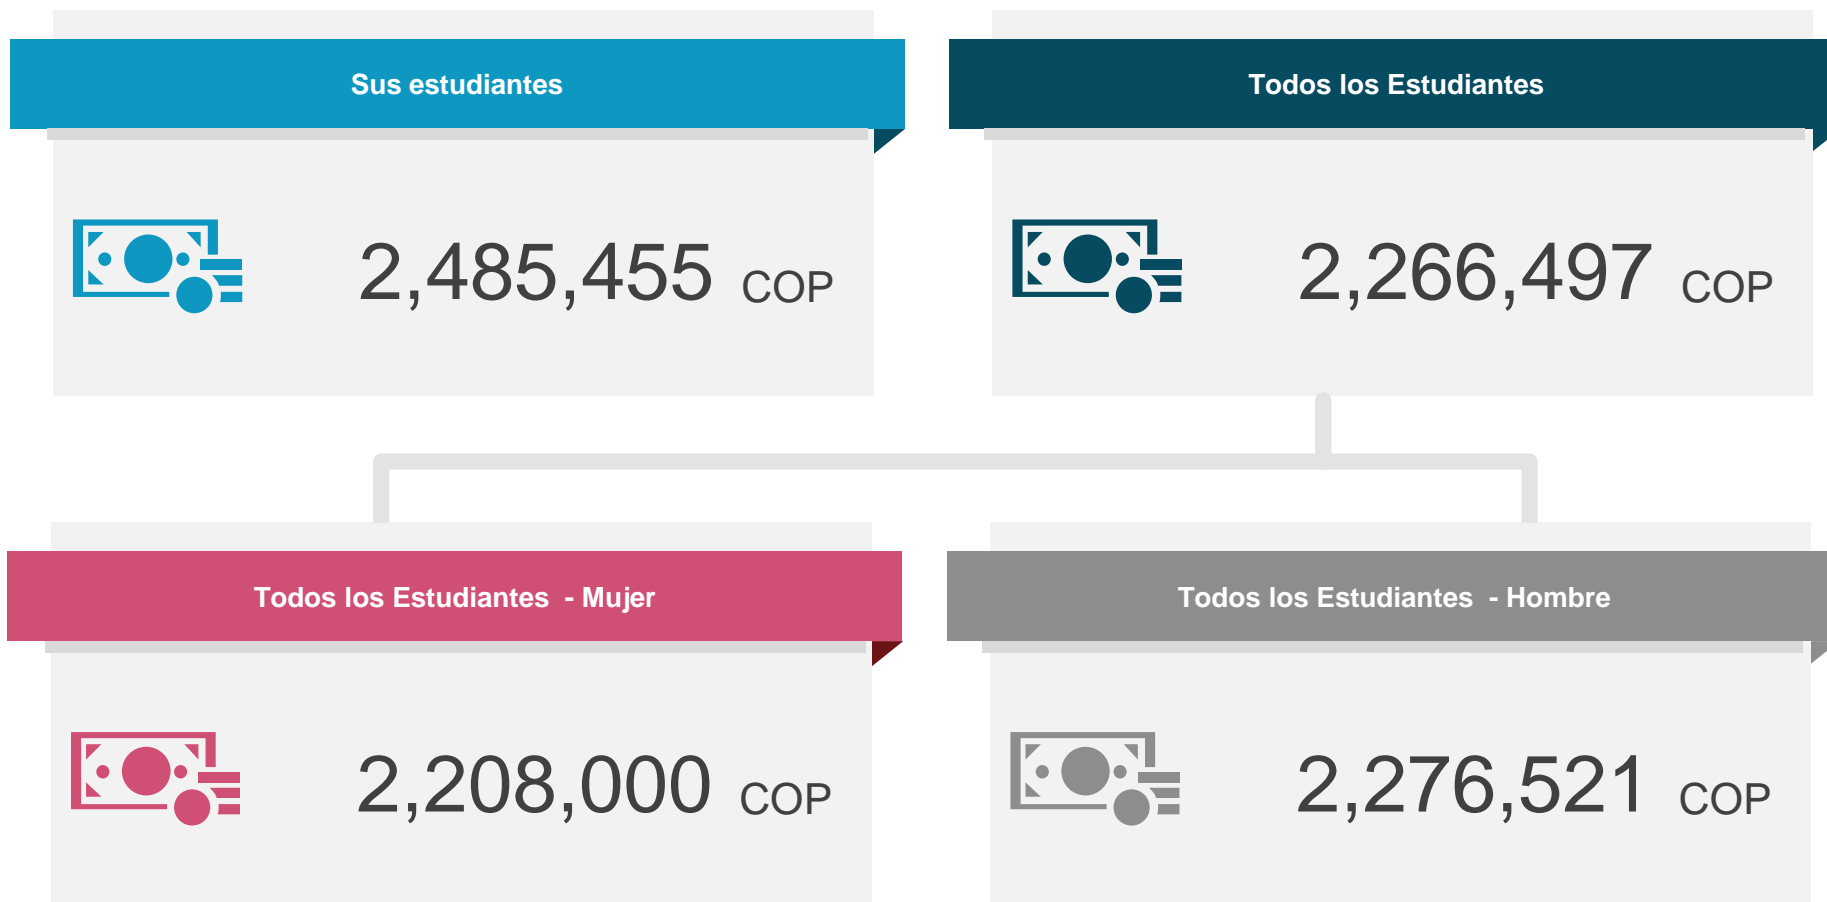 Sus estudiantes
2,485,455 COP
Todos los Estudiantes
2,266,497 COP
Todos los Estudiantes - Mujer
2,208,000 COP
Todos los Estudiantes - Hombre
2,276,521 COP